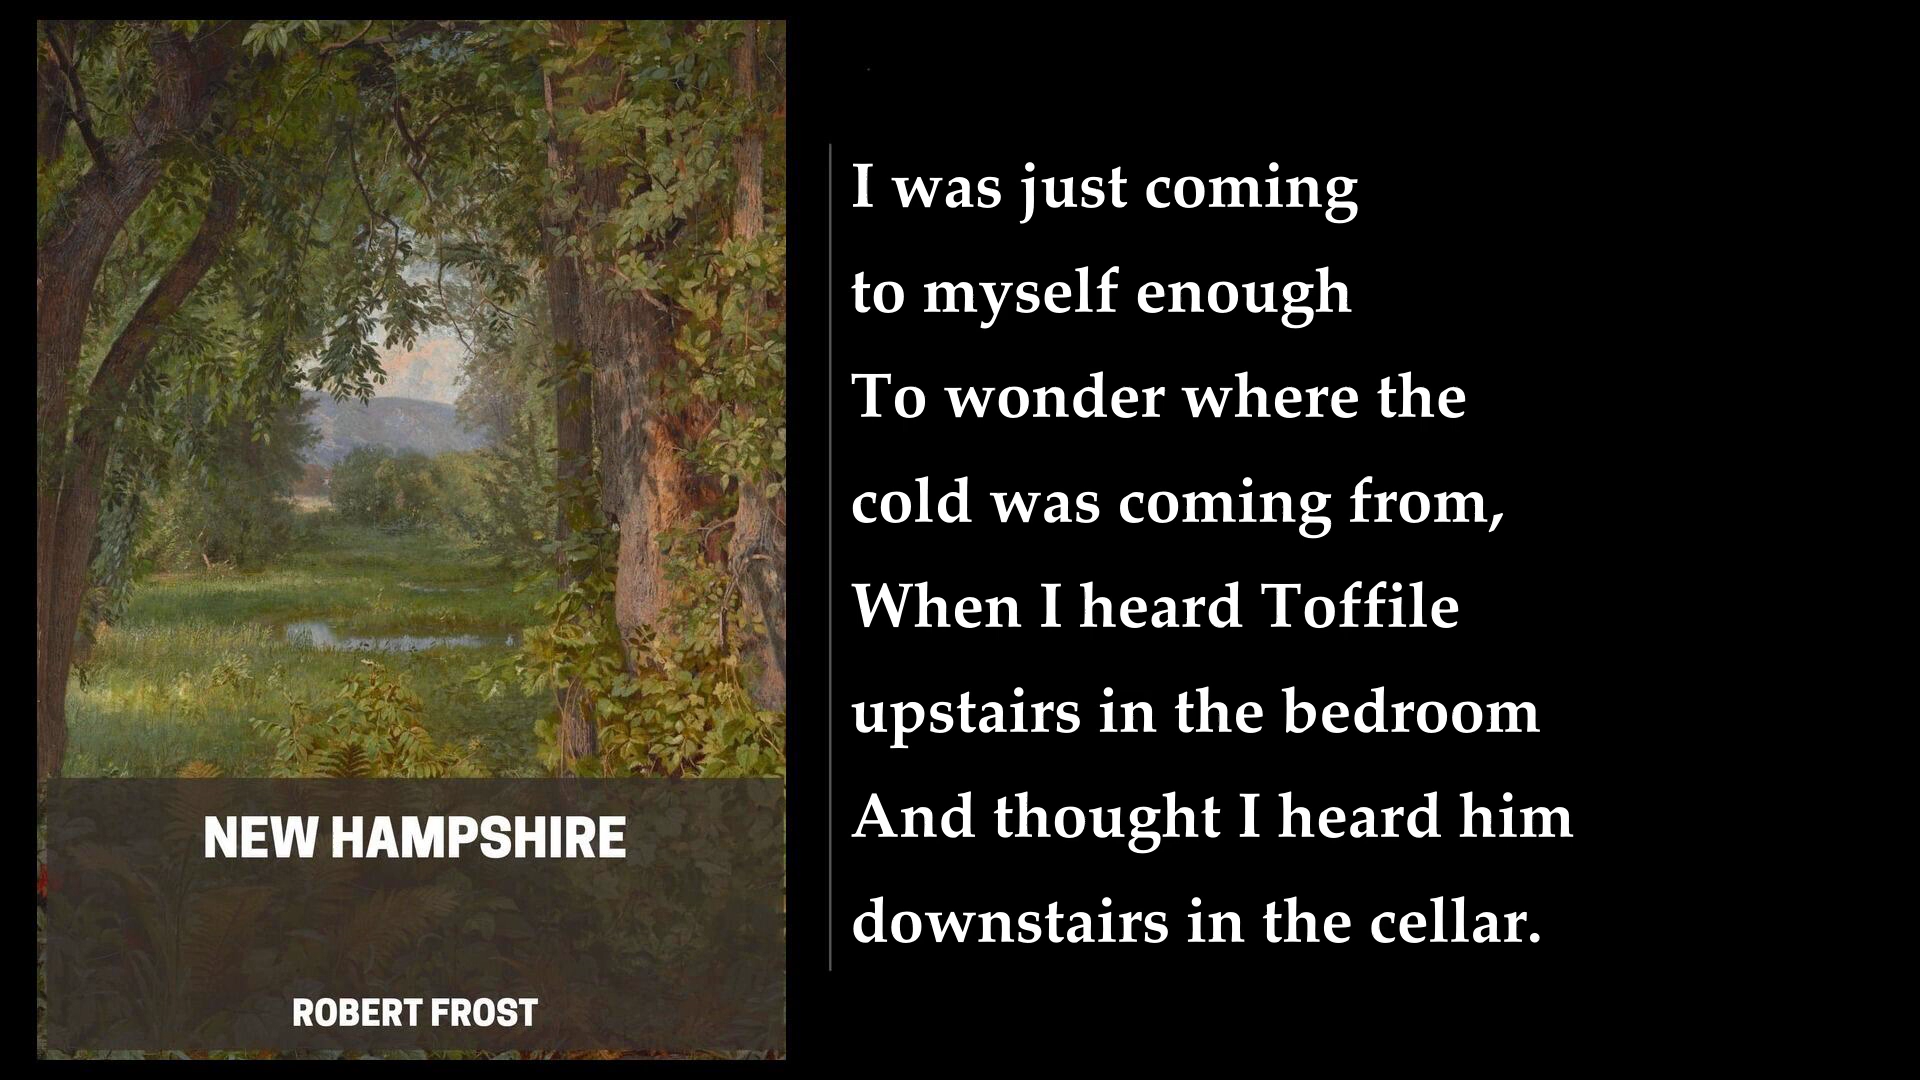 NEW HAMPSHIRE
ROBERT FROST
I was just coming
to myself enough
To wonder where the
cold was coming from,
When I heard Toffile
upstairs in the bedroom
And thought I heard him
downstairs in the cellar.